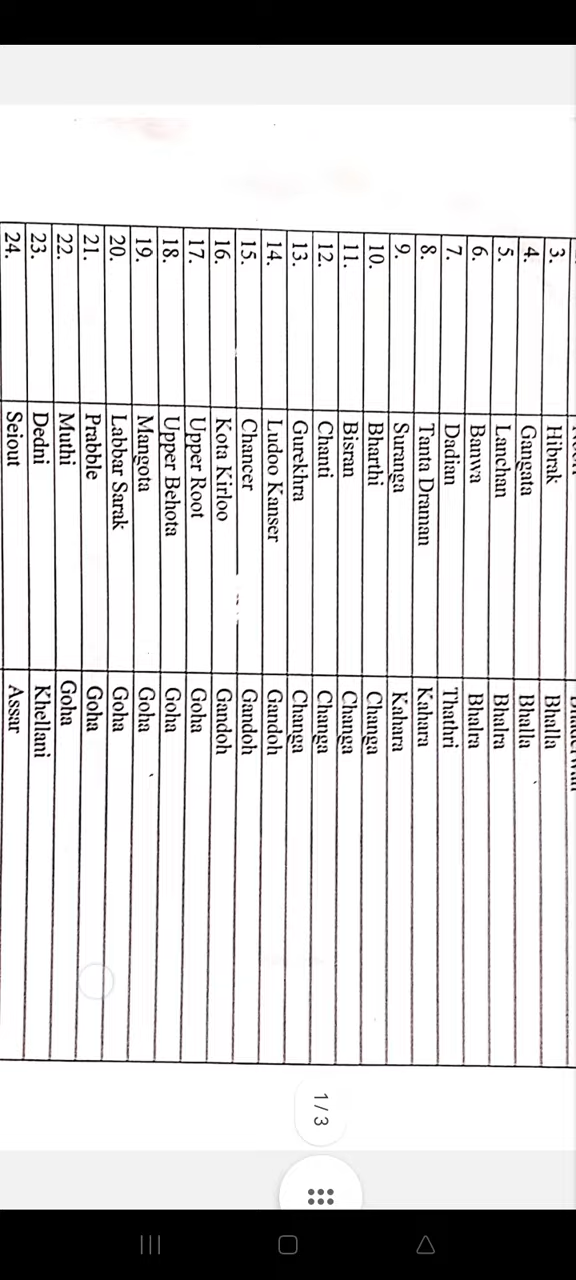 3. Hibrak Bhalla
4. Gangata Bhalla
5. Lanchan Bhalra
6. Banwa Bhalra
7. Dadian Thathri
8. Tanta Draman Kahara
9. Suranga Kahara
10. Bharthi Changa
11. Bisran Changa
12. Chanti Changa
13. Gurekhra Changa
14. Ludoo Kanser Gandoh
15. Chancer Gandoh
16. Kota Kirloo Gandoh
17. Upper Root Goha
18. Upper Behota Goha
19. Mangota Goha
20. Labbar Sarak Goha
21. Prabble Goha
22. Muthi Goha
23. Dedni Khellani
24. Seiout Assar
1/3